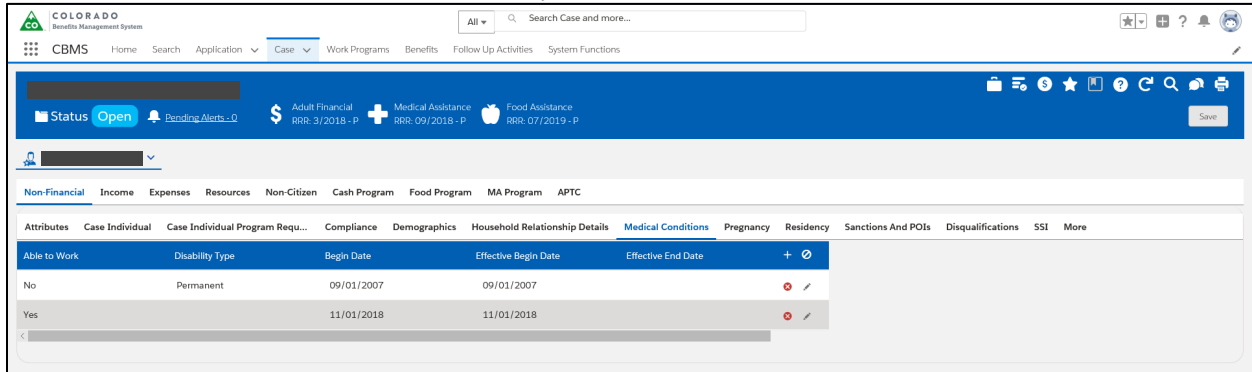 COLORADO
Benefits Management System
All
Search Case and more...
CBMS Home Search Application Case Work Programs Benefits Follow Up Activities System Functions
Status Open Pending Alerts - 0
Adult Financial
RRR: 3/2018 - P
Medical Assistance
RRR: 09/2018 - P
Food Assistance
RRR: 07/2019 - P
Save
Non-Financial Income Expenses Resources Non-Citizen Cash Program Food Program MA Program APTC
Attributes Case Individual Case Individual Program Requ... Compliance Demographics Household Relationship Details Medical Conditions Pregnancy Residency Sanctions And POIs Disqualifications SSI More
Able to Work Disability Type Begin Date Effective Begin Date Effective End Date
No Permanent 09/01/2007 09/01/2007
Yes 11/01/2018 11/01/2018